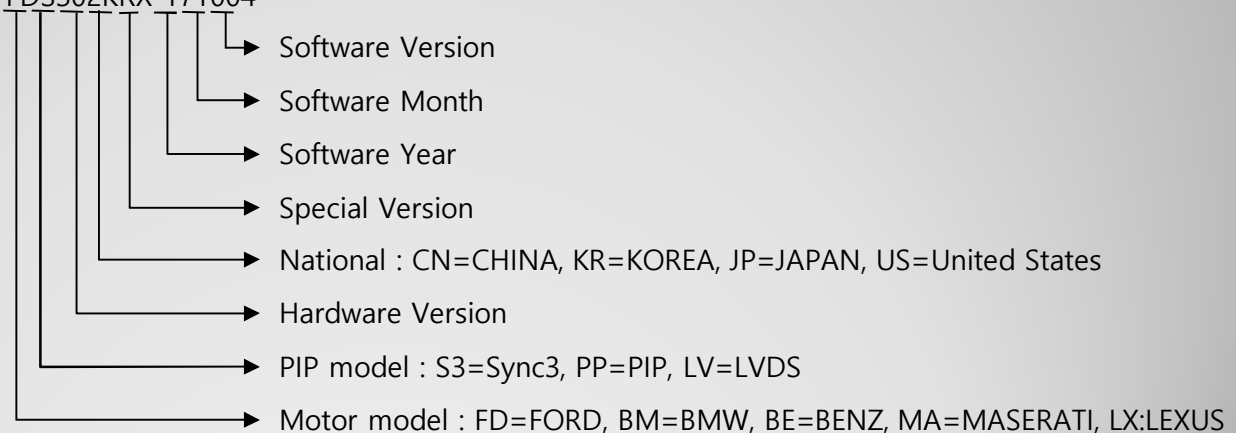 FDS302KRX-171004
Software Version
Software Month
Software Year
Special Version
National : CN=CHINA, KR=KOREA, JP=JAPAN, US=United States
Hardware Version
PIP model : S3=Sync3, PP=PIP, LV=LVDS
Motor model : FD=FORD, BM=BMW, BE=BENZ, MA=MASERATI, LX:LEXUS